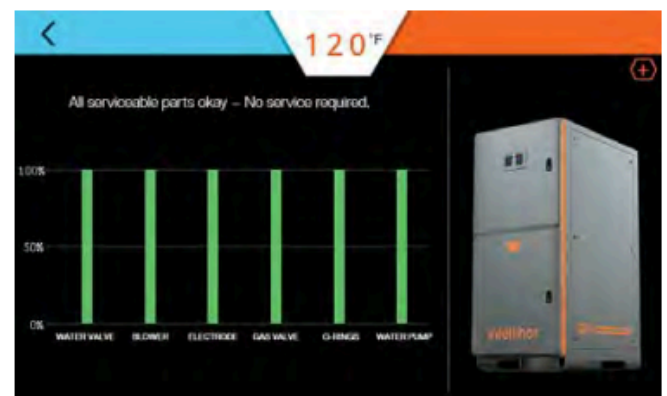 120°F
All serviceable parts okay – No service required.
100%
50%
0%
WATER VALVE BLOWER ELECTRODE GAS VALVE O-RINGS WATER PUMP